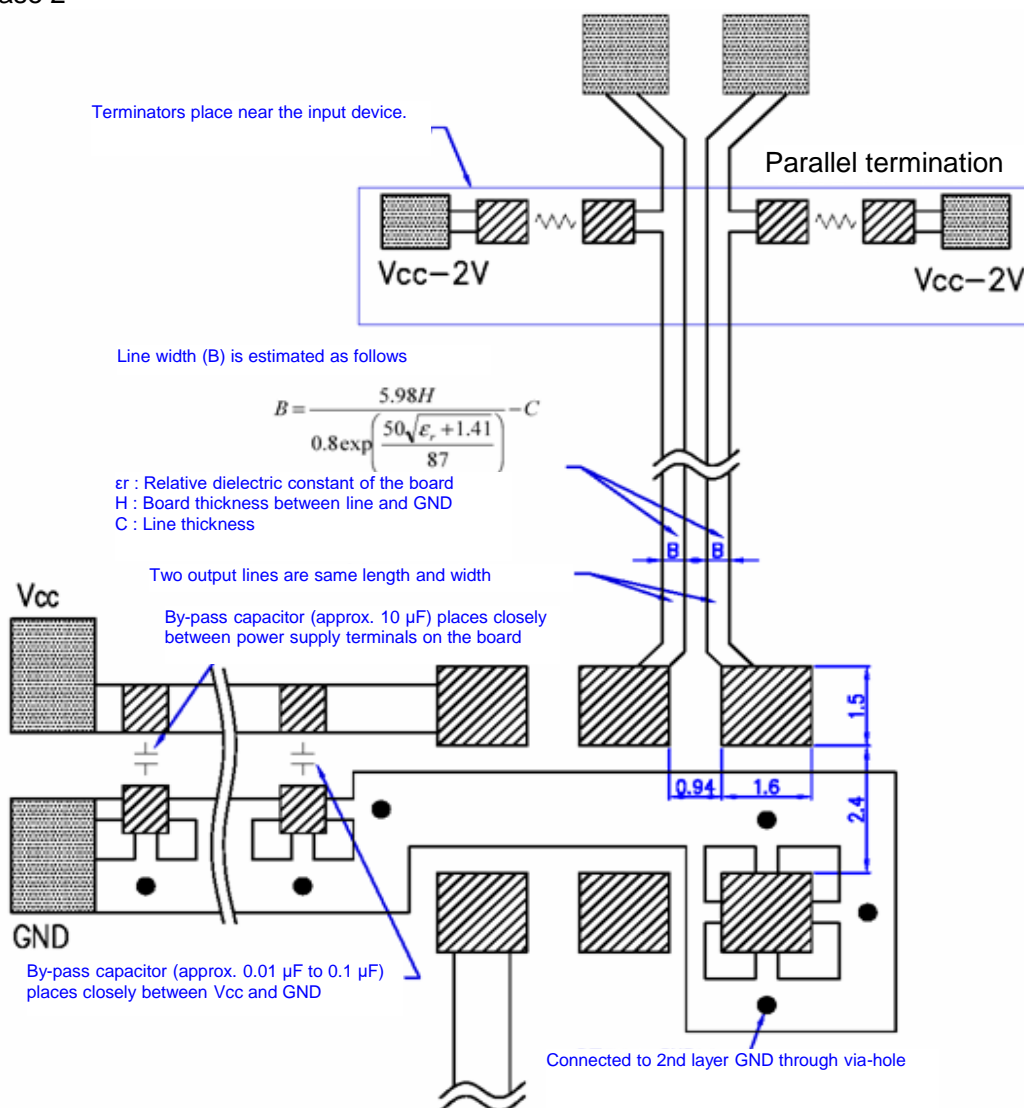 Terminators place near the input device.
Parallel termination
Vcc-2V
Vcc-2V
Line width (B) is estimated as follows
B = 5.98H / 0.8exp(50√εr+1.41 / 87) - C
εr : Relative dielectric constant of the board
H : Board thickness between line and GND
C : Line thickness
B B
Two output lines are same length and width
Vcc
By-pass capacitor (approx. 10 µF) places closely
between power supply terminals on the board
1.5
0.94 1.6
2.4
GND
By-pass capacitor (approx. 0.01 µF to 0.1 µF)
places closely between Vcc and GND
Connected to 2nd layer GND through via-hole